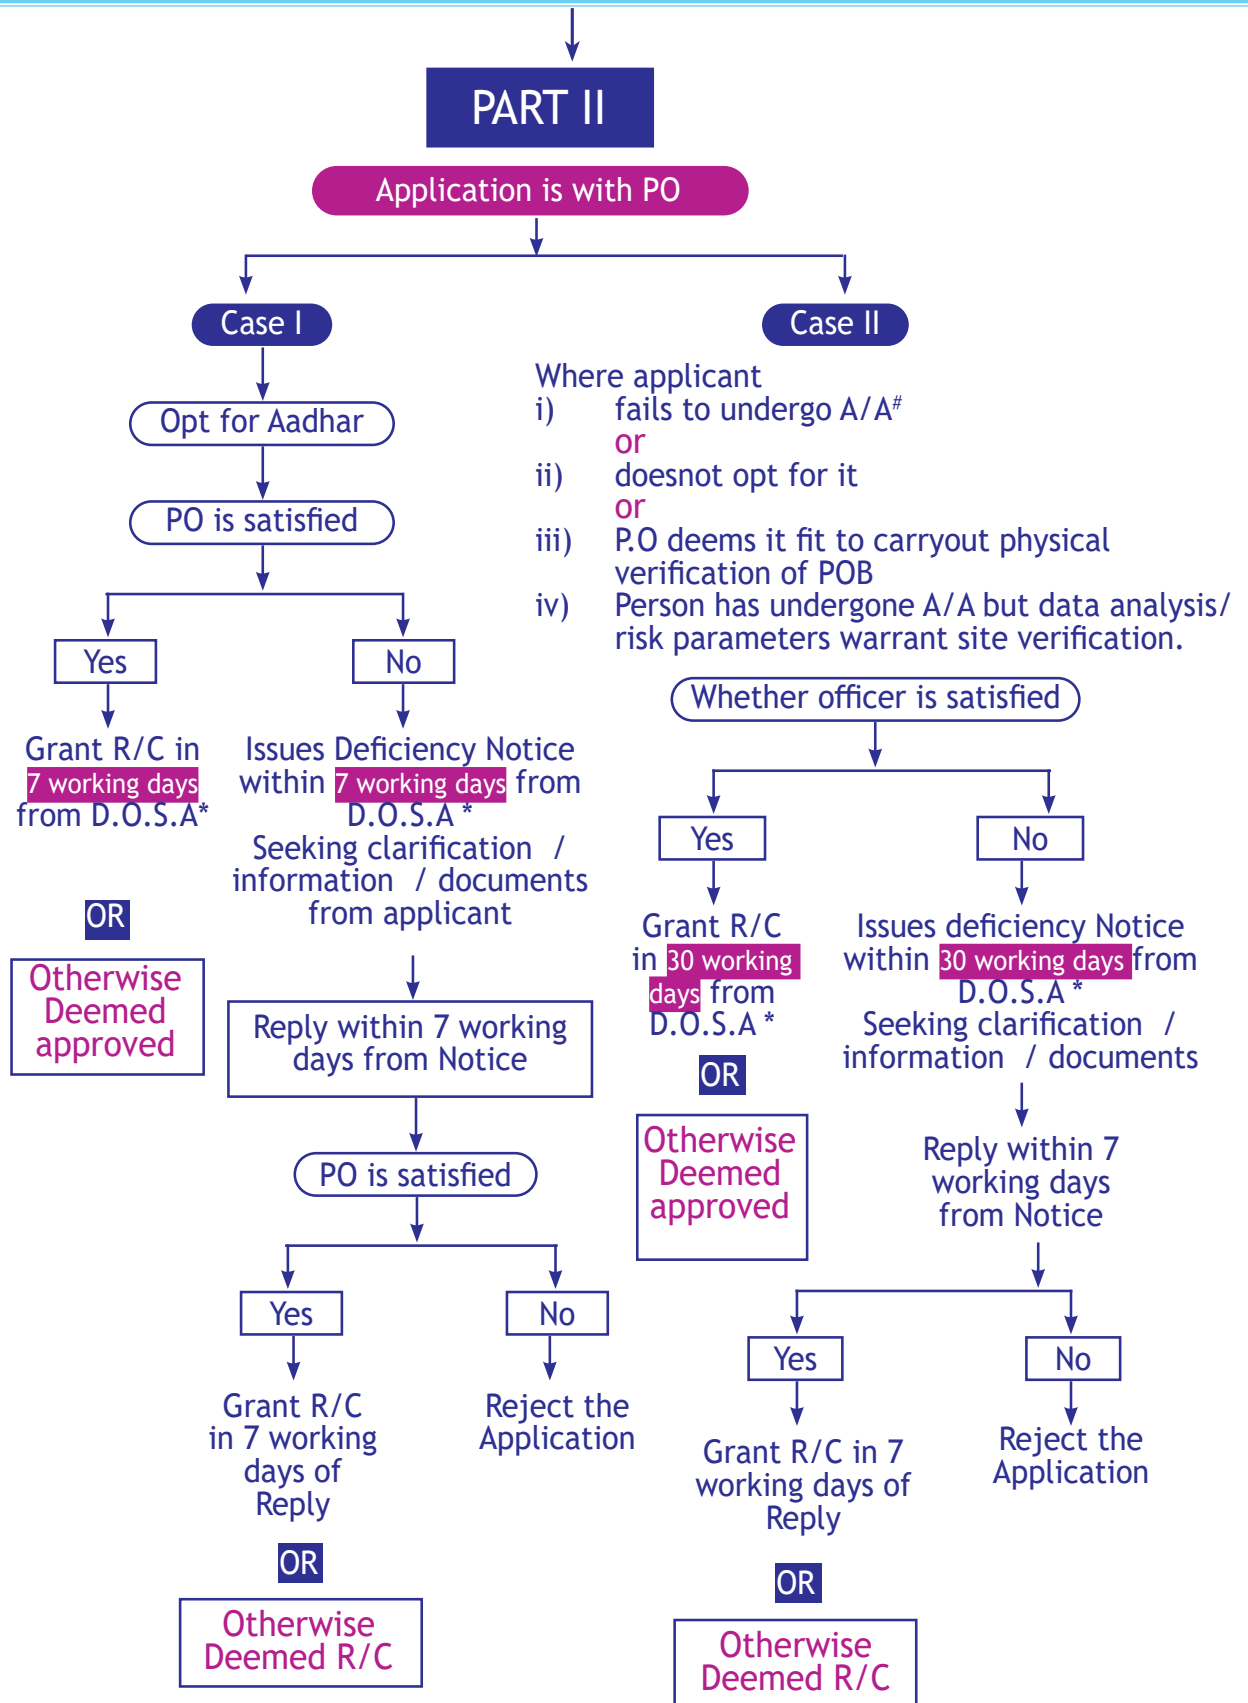 PART II
Application is with PO
Case I
Opt for Aadhar
PO is satisfied
Yes
Grant R/C in
7 working days
from D.O.S.A*
OR
Otherwise
Deemed
approved
No
Issues Deficiency Notice
within 7 working days from
D.O.S.A *
Seeking clarification /
information / documents
from applicant
Reply within 7 working
days from Notice
PO is satisfied
Yes
Grant R/C
in 7 working
days of
Reply
OR
Otherwise
Deemed R/C
No
Reject the
Application
Case II
Where applicant
i) fails to undergo A/A#
or
ii) doesnot opt for it
or
iii) P.O deems it fit to carryout physical
verification of POB
iv) Person has undergone A/A but data analysis/
risk parameters warrant site verification.
Whether officer is satisfied
Yes
Grant R/C
in 30 working
days from
D.O.S.A *
OR
Otherwise
Deemed
approved
No
Issues deficiency Notice
within 30 working days from
D.O.S.A *
Seeking clarification /
information / documents
Reply within 7
working days
from Notice
Yes
Grant R/C in 7
working days of
Reply
OR
Otherwise
Deemed R/C
No
Reject the
Application